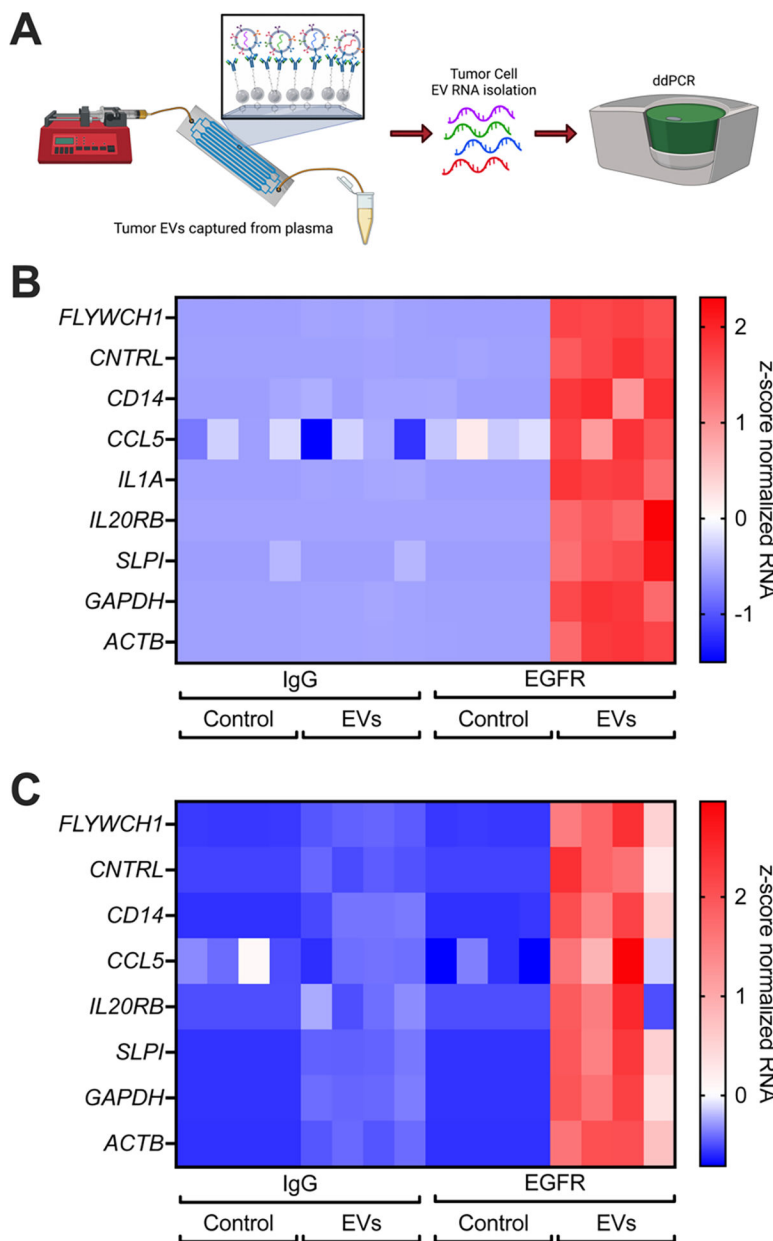 A
Tumor Cell
EV RNA isolation
ddPCR
Tumor EVs captured from plasma
B
FLYWCH1
CNTRL
CD14
CCL5
IL1A
IL20RB
SLPI
GAPDH
ACTB
2
1
0
-1
z-score normalized RNA
IgG
EGFR
Control
EVs
Control
EVs
C
FLYWCH1
CNTRL
CD14
CCL5
IL20RB
SLPI
GAPDH
ACTB
2
1
0
z-score normalized RNA
IgG
EGFR
Control
EVs
Control
EVs